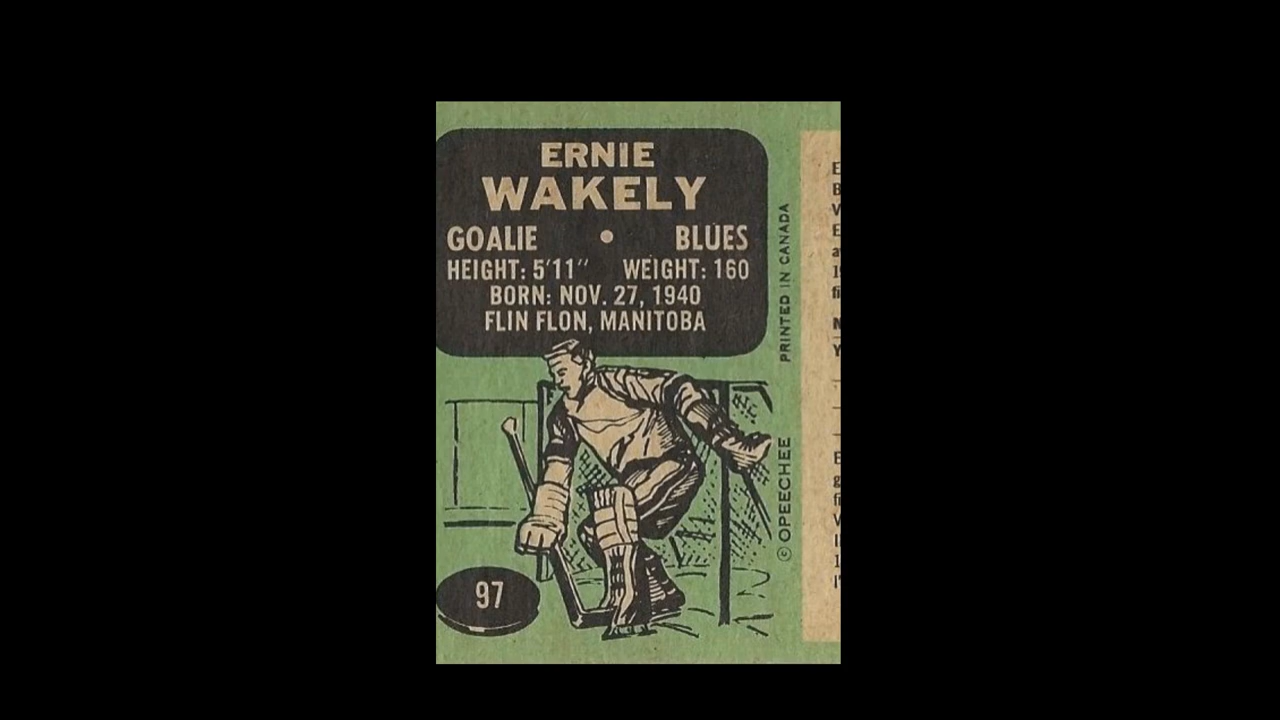 ERNIE
WAKELY
GOALIE • BLUES
HEIGHT: 5'11" WEIGHT: 160
BORN: NOV. 27, 1940
FLIN FLON, MANITOBA
PRINTED IN CANADA
© OPEECHEE
97